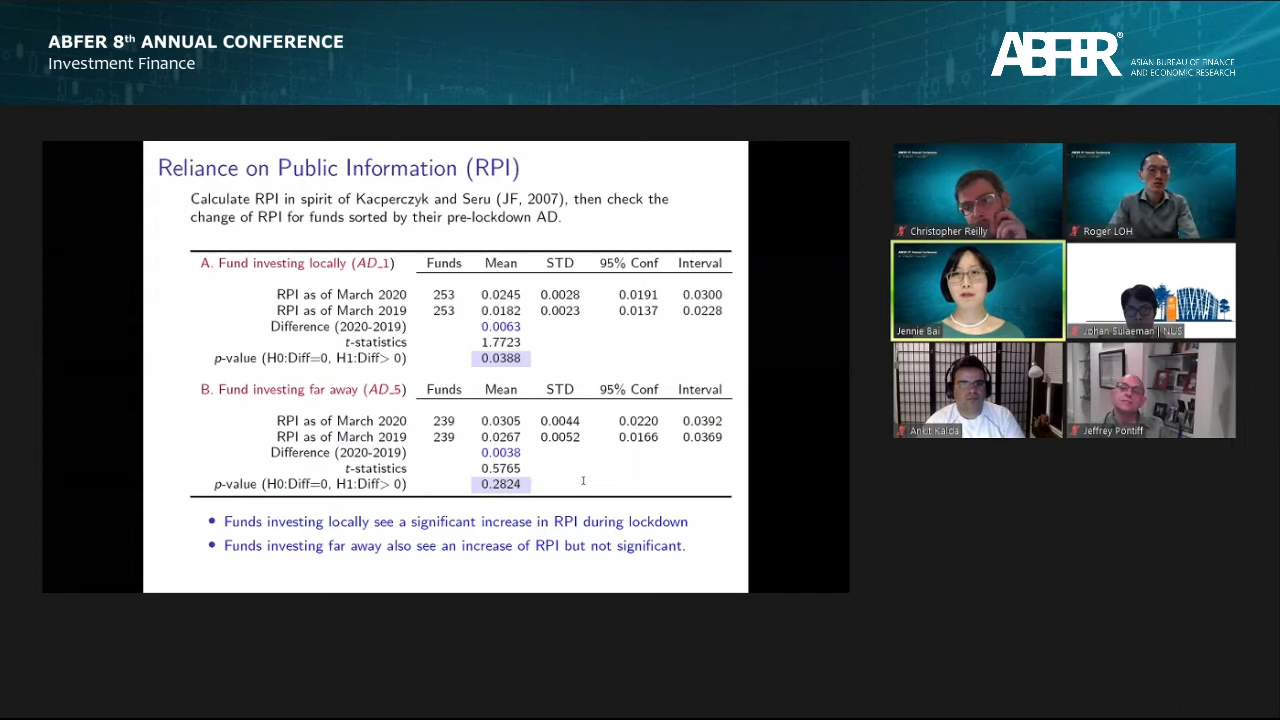 ABFER 8th ANNUAL CONFERENCE
Investment Finance
ABFER®
ASIAN BUREAU OF FINANCE
AND ECONOMIC RESEARCH
Reliance on Public Information (RPI)
Calculate RPI in spirit of Kacperczyk and Seru (JF, 2007), then check the
change of RPI for funds sorted by their pre-lockdown AD.
A. Fund investing locally (AD_1) Funds Mean STD 95% Conf Interval
RPI as of March 2020 253 0.0245 0.0028 0.0191 0.0300
RPI as of March 2019 253 0.0182 0.0023 0.0137 0.0228
Difference (2020-2019) 0.0063
t-statistics 1.7723
p-value (H0:Diff=0, H1:Diff> 0) 0.0388
B. Fund investing far away (AD_5) Funds Mean STD 95% Conf Interval
RPI as of March 2020 239 0.0305 0.0044 0.0220 0.0392
RPI as of March 2019 239 0.0267 0.0052 0.0166 0.0369
Difference (2020-2019) 0.0038
t-statistics 0.5765
p-value (H0:Diff=0, H1:Diff> 0) 0.2824
• Funds investing locally see a significant increase in RPI during lockdown
• Funds investing far away also see an increase of RPI but not significant.
Christopher Reilly
Roger LOH
Jennie Bai
Johan Sulaeman | NUS
Ankit Kalda
Jeffrey Pontiff